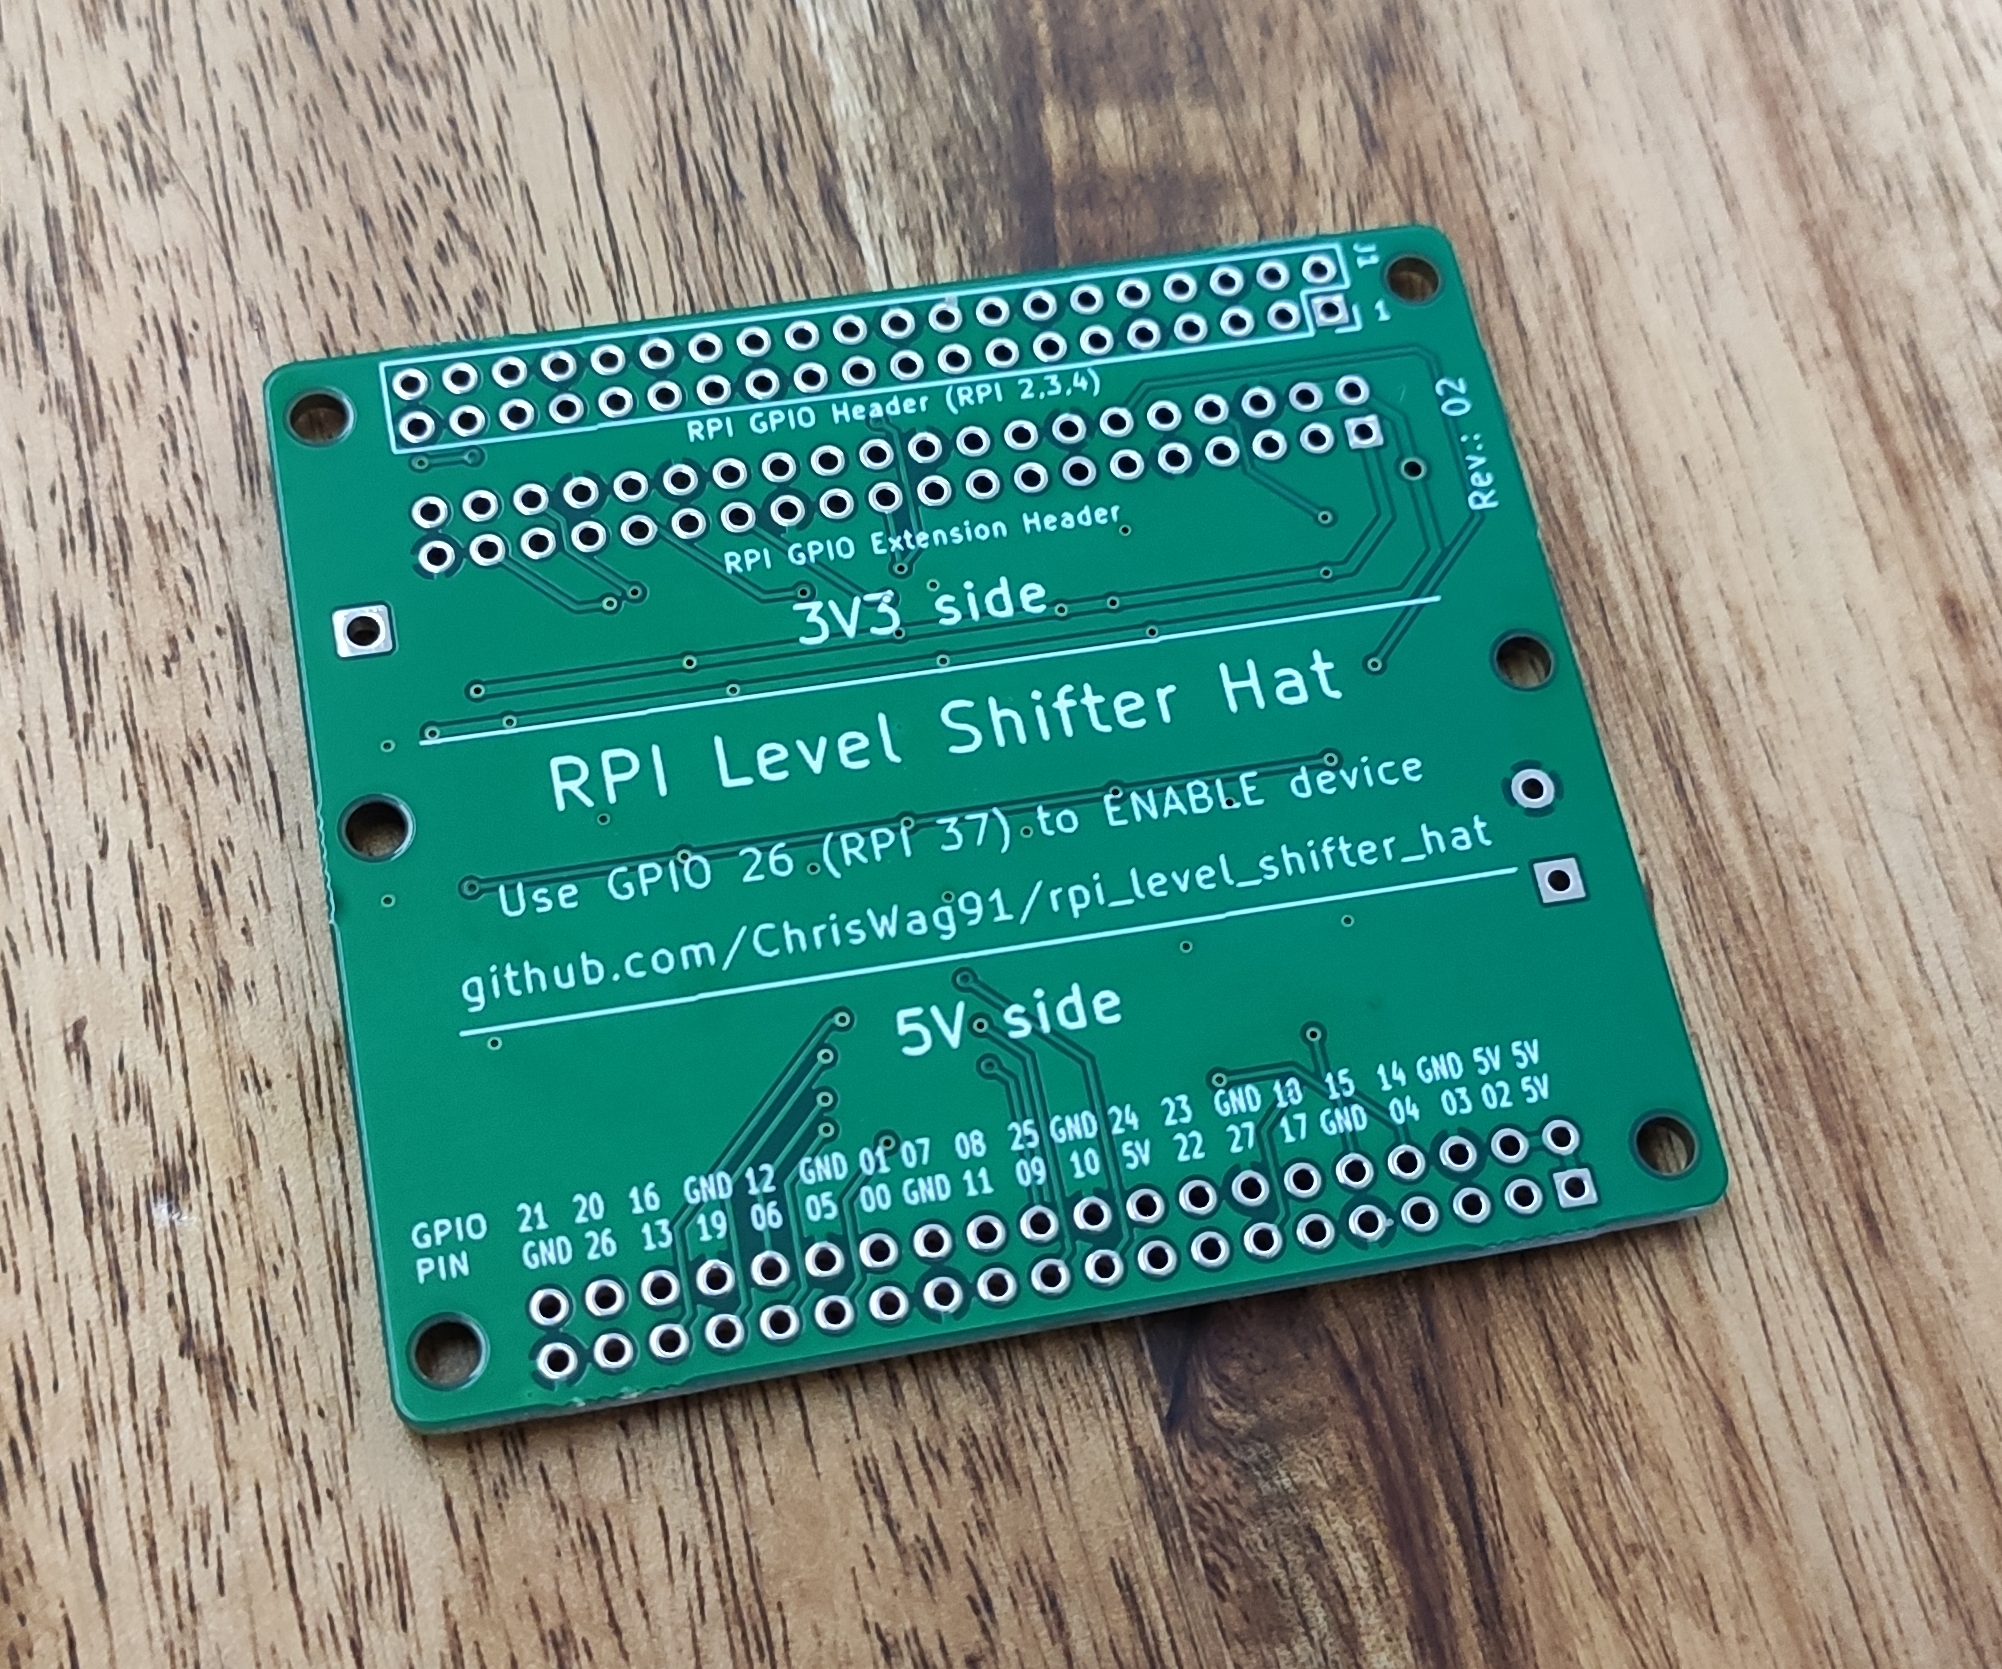 J1
1
RPI GPIO Header (RPI 2,3,4)
Rev.: 02
RPI GPIO Extension Header
3V3 side
RPI Level Shifter Hat
Use GPIO 26 (RPI 37) to ENABLE device
github.com/ChrisWag91/rpi_level_shifter_hat
5V side
GPIO 21 20 16 GND 12 GND 01 07 08 25 GND 24 23 GND 18 15 14 GND 5V 5V
PIN GND 26 13 19 06 05 00 GND 11 09 10 5V 22 27 17 GND 04 03 02 5V